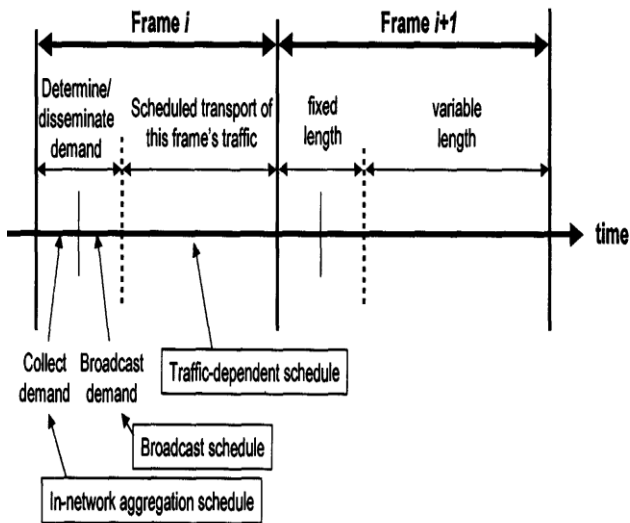 Frame i
Frame i+1
Determine/
disseminate
demand
Scheduled transport of
this frame's traffic
fixed
length
variable
length
time
Collect
demand
Broadcast
demand
Traffic-dependent schedule
Broadcast schedule
In-network aggregation schedule